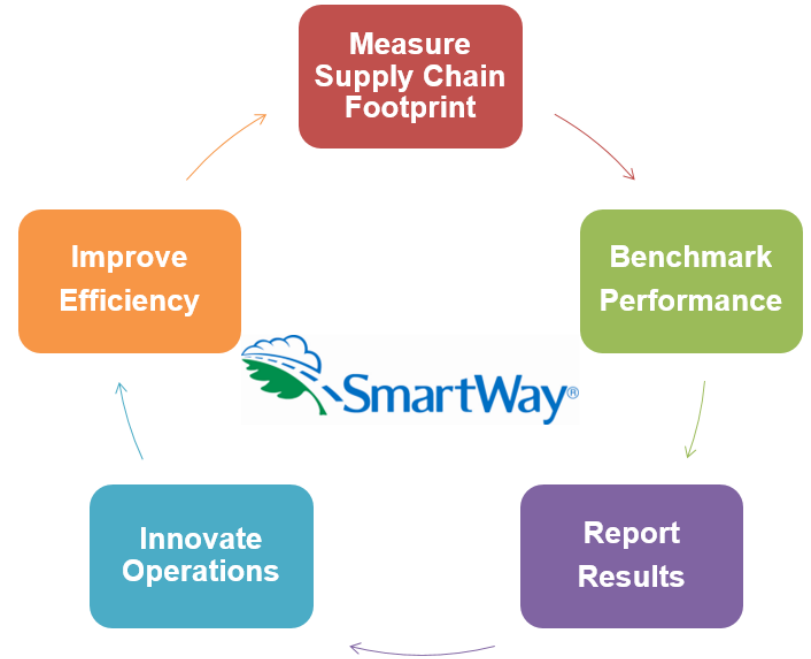 Measure
Supply Chain
Footprint
Benchmark
Performance
Report
Results
Innovate
Operations
Improve
Efficiency
SmartWay®